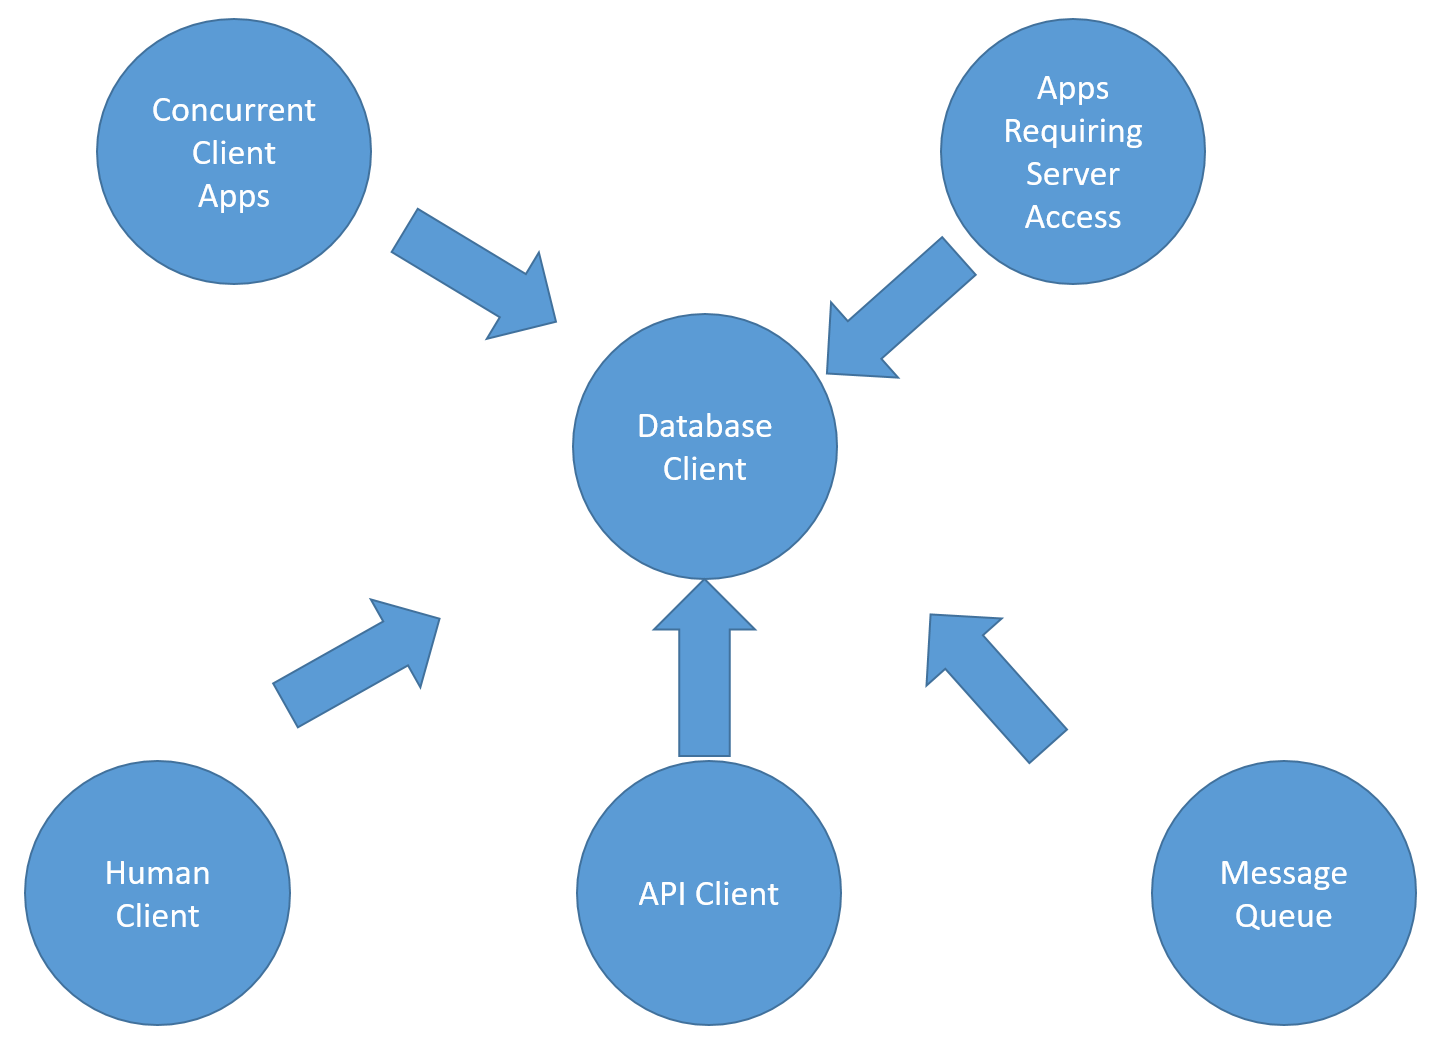 Concurrent
Client
Apps
Apps
Requiring
Server
Access
Database
Client
Human
Client
API Client
Message
Queue